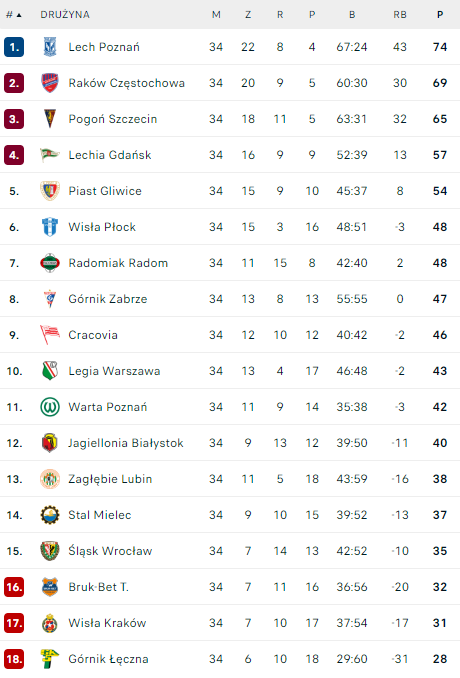 # ▲ DRUŻYNA M Z R P B RB P
1. Lech Poznań 34 22 8 4 67:24 43 74
2. Raków Częstochowa 34 20 9 5 60:30 30 69
3. Pogoń Szczecin 34 18 11 5 63:31 32 65
4. Lechia Gdańsk 34 16 9 9 52:39 13 57
5. Piast Gliwice 34 15 9 10 45:37 8 54
6. Wisła Płock 34 15 3 16 48:51 -3 48
7. Radomiak Radom 34 11 15 8 42:40 2 48
8. Górnik Zabrze 34 13 8 13 55:55 0 47
9. Cracovia 34 12 10 12 40:42 -2 46
10. Legia Warszawa 34 13 4 17 46:48 -2 43
11. Warta Poznań 34 11 9 14 35:38 -3 42
12. Jagiellonia Białystok 34 9 13 12 39:50 -11 40
13. Zagłębie Lubin 34 11 5 18 43:59 -16 38
14. Stal Mielec 34 9 10 15 39:52 -13 37
15. Śląsk Wrocław 34 7 14 13 42:52 -10 35
16. Bruk-Bet T. 34 7 11 16 36:56 -20 32
17. Wisła Kraków 34 7 10 17 37:54 -17 31
18. Górnik Łęczna 34 6 10 18 29:60 -31 28